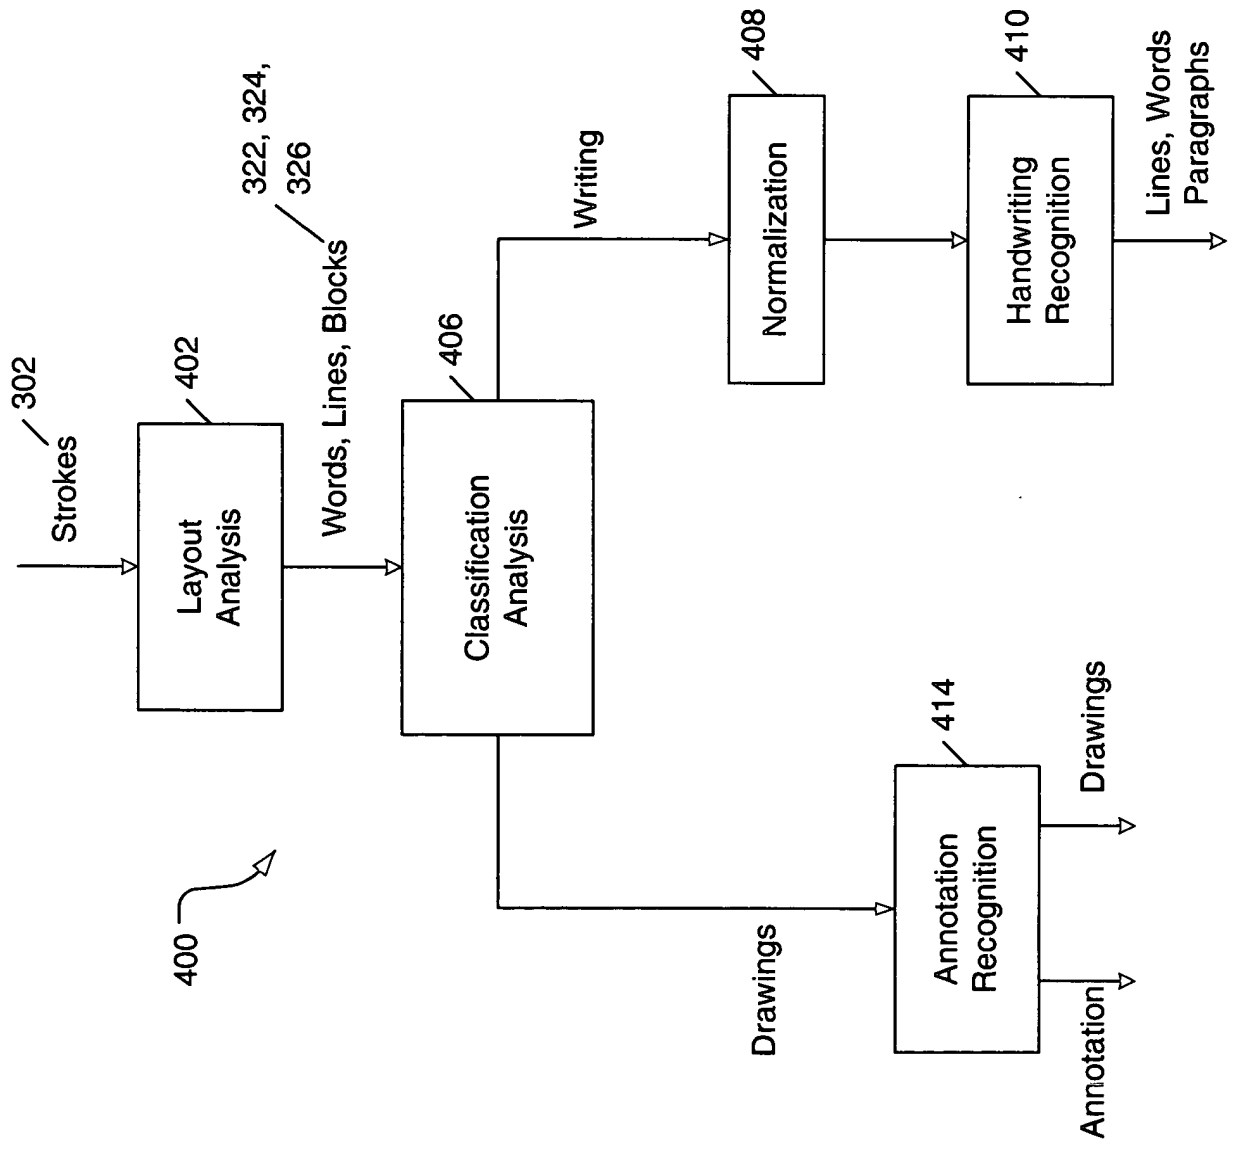 Strokes
302
Layout
Analysis
402
Words, Lines, Blocks
322, 324,
326
Classification
Analysis
406
400
Writing
Normalization
408
Handwriting
Recognition
410
Lines, Words
Paragraphs
Drawings
Annotation
Recognition
414
Annotation
Drawings